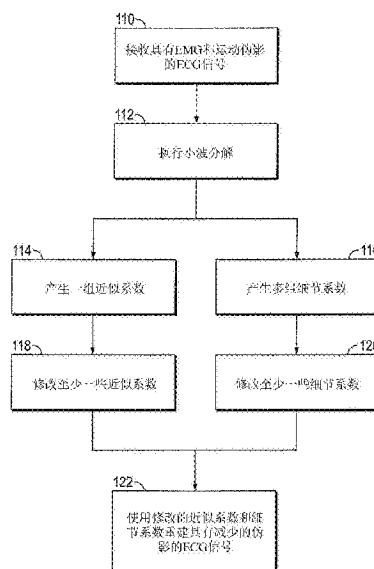 110
接收具有EMG和运动伪影
的ECG信号
112
执行小波分解
114
产生一组近似系数
116
产生多组细节系数
118
修改至少一些近似系数
120
修改至少一些细节系数
122
使用修改的近似系数和细
节系数重建具有减少的伪
影的ECG信号